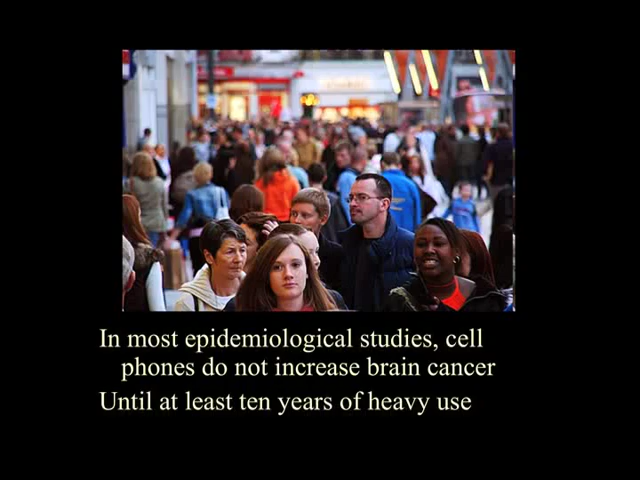 In most epidemiological studies, cell
phones do not increase brain cancer
Until at least ten years of heavy use